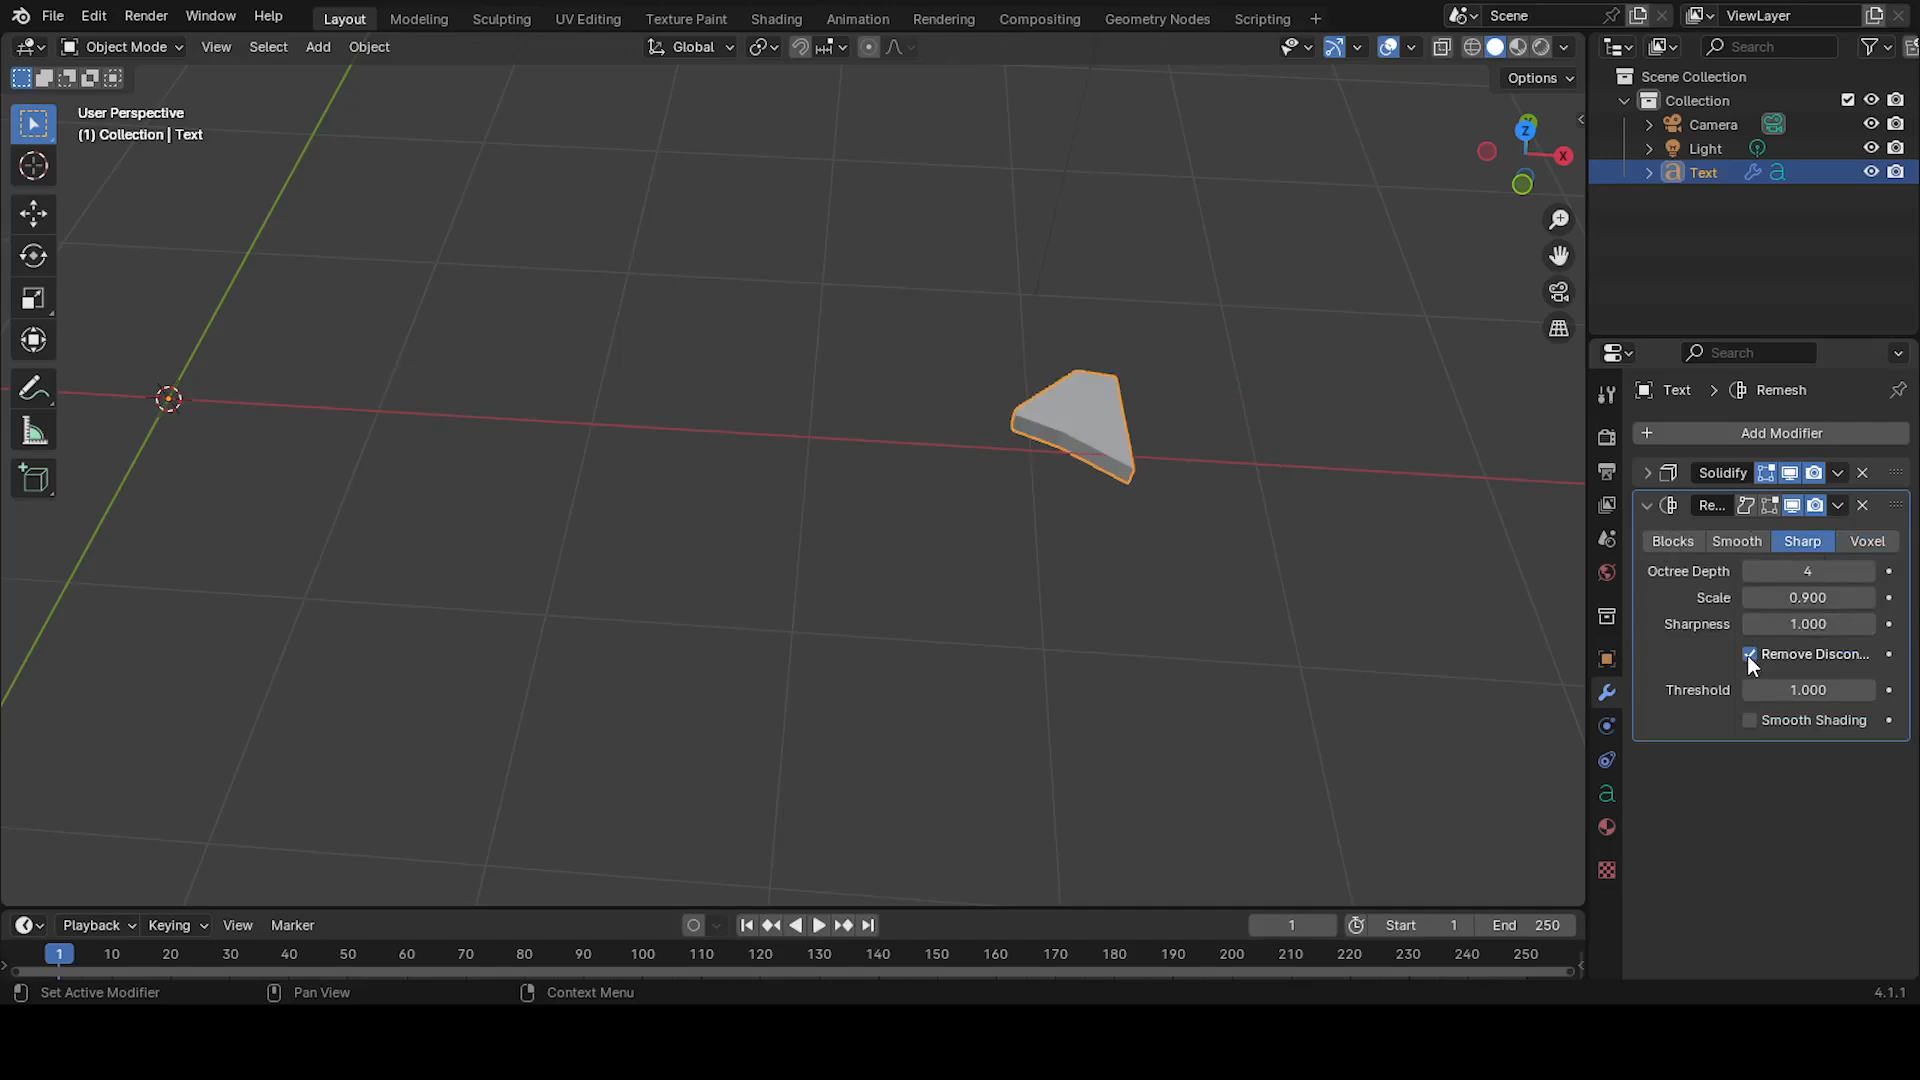 File Edit Render Window Help Layout Modeling Sculpting UV Editing Texture Paint Shading Animation Rendering Compositing Geometry Nodes Scripting + Scene ViewLayer
Object Mode View Select Add Object Global Search
Options
User Perspective
(1) Collection | Text
Z
X
Scene Collection
Collection
Camera
Light
Text
Search
Text > Remesh
+ Add Modifier
Solidify
Re...
Blocks Smooth Sharp Voxel
Octree Depth 4
Scale 0.900
Sharpness 1.000
Remove Discon...
Threshold 1.000
Smooth Shading
Playback Keying View Marker 1 Start 1 End 250
1 10 20 30 40 50 60 70 80 90 100 110 120 130 140 150 160 170 180 190 200 210 220 230 240 250
Set Active Modifier Pan View Context Menu 4.1.1